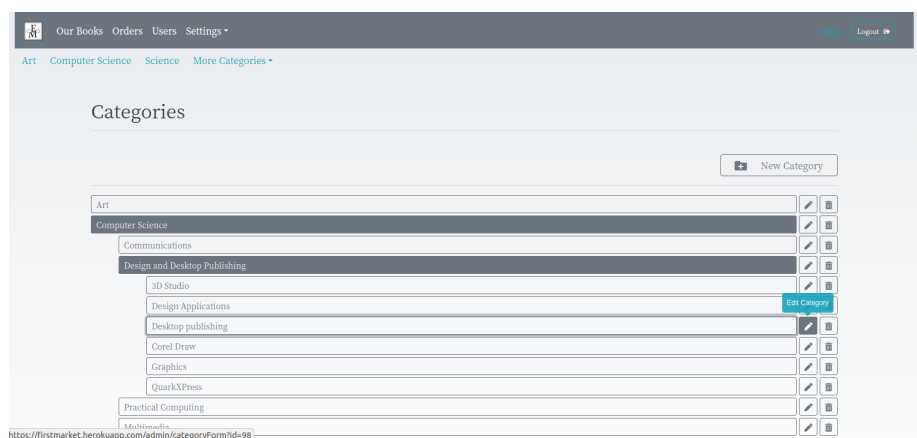 FM
Our Books Orders Users Settings
Logout
Art Computer Science Science More Categories
Categories
New Category
Art
Computer Science
Communications
Design and Desktop Publishing
3D Studio
Design Applications
Edit Category
Desktop publishing
Corel Draw
Graphics
QuarkXPress
Practical Computing
Multimedia
https://firstmarket.herokuapp.com/admin/categoryForm?id=98